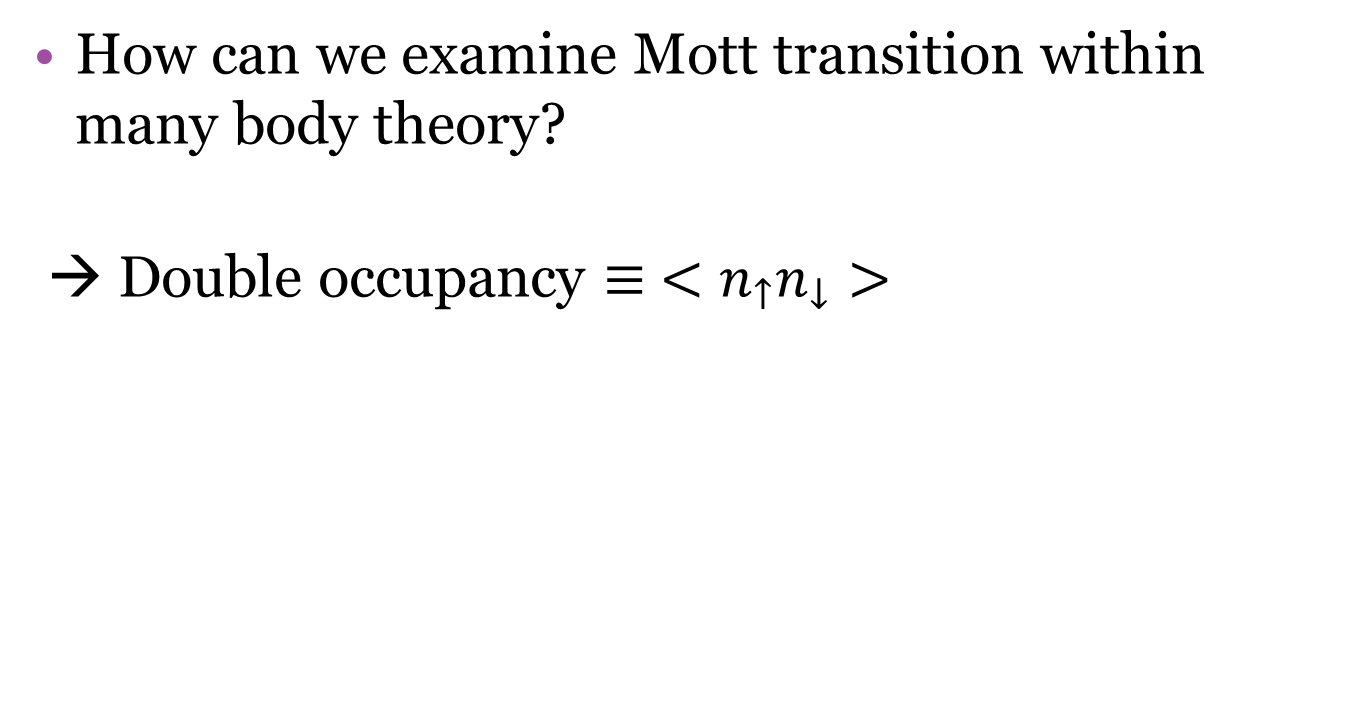 • How can we examine Mott transition within
many body theory?
→ Double occupancy ≡ < n↑n↓ >